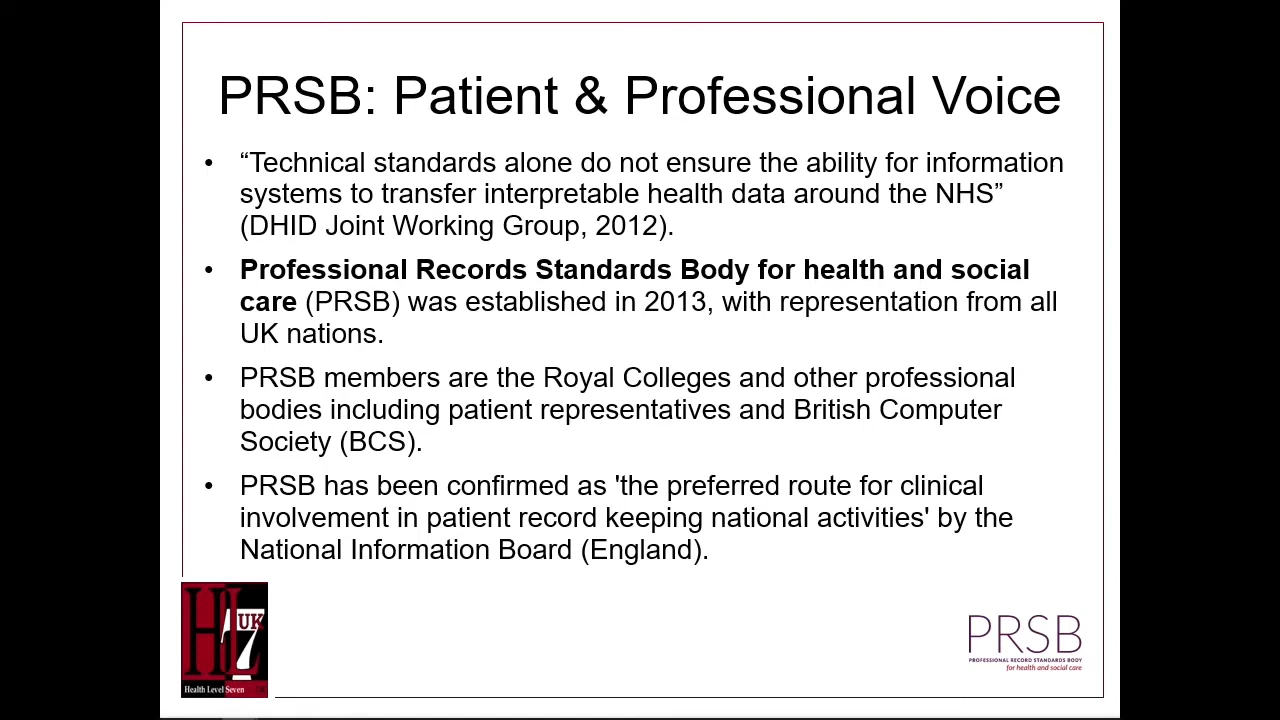 PRSB: Patient & Professional Voice
• “Technical standards alone do not ensure the ability for information
systems to transfer interpretable health data around the NHS”
(DHID Joint Working Group, 2012).
• Professional Records Standards Body for health and social
care (PRSB) was established in 2013, with representation from all
UK nations.
• PRSB members are the Royal Colleges and other professional
bodies including patient representatives and British Computer
Society (BCS).
• PRSB has been confirmed as 'the preferred route for clinical
involvement in patient record keeping national activities' by the
National Information Board (England).
HL7
UK
Health Level Seven
PRSB
PROFESSIONAL RECORD STANDARDS BODY
for health and social care